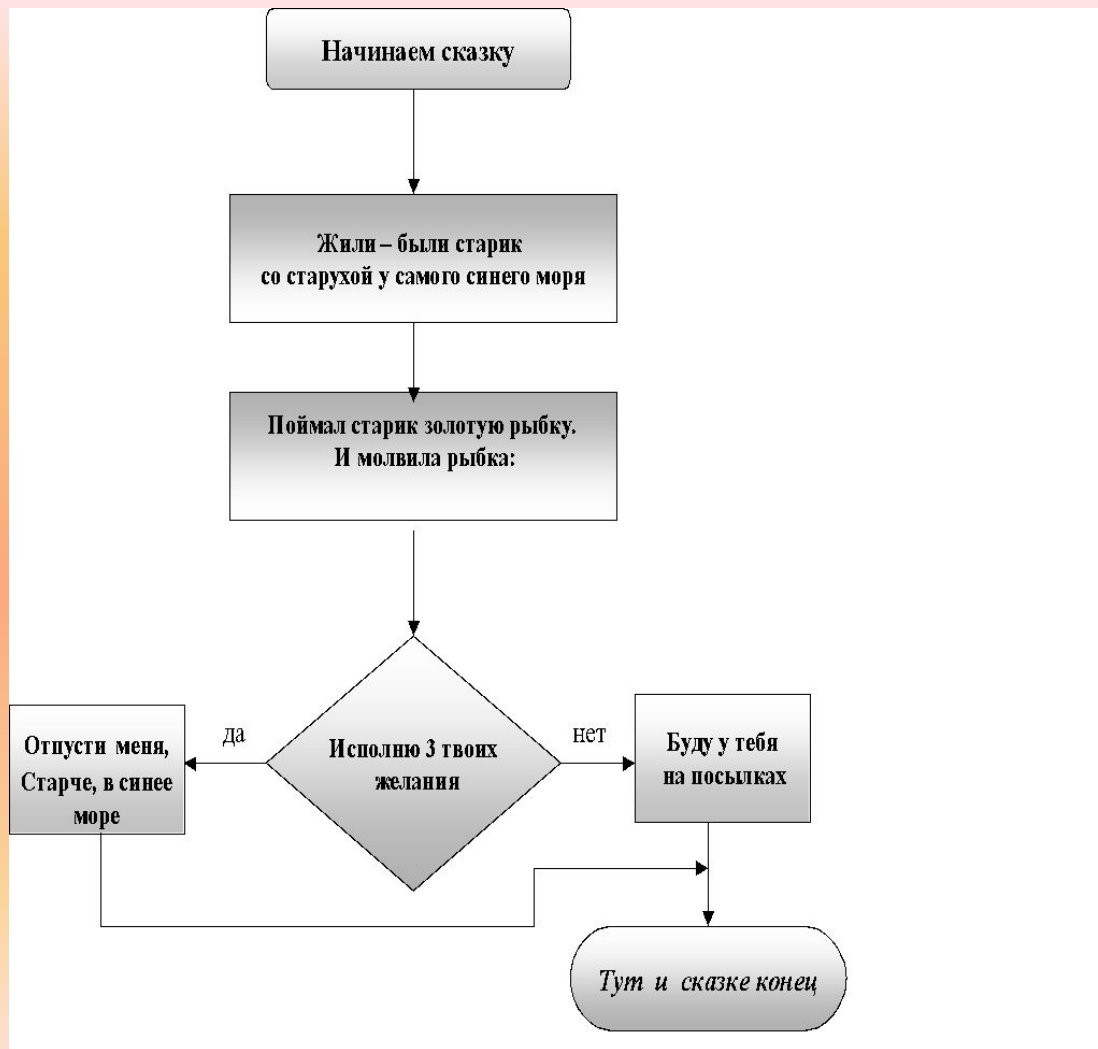 Начинаем сказку
Жили – были старик
со старухой у самого синего моря
Поймал старик золотую рыбку.
И молвила рыбка:
Исполню 3 твоих
желания
да
нет
Отпусти меня,
Старче, в синее
море
Буду у тебя
на посылках
Тут и сказке конец